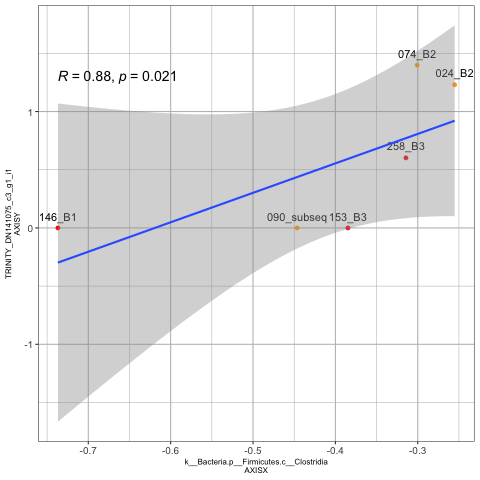 074_B2
R = 0.88, p = 0.021
024_B2
1
258_B3
146_B1
090_subseq
153_B3
0
-1
TRINITY_DN141075_c3_g1_i1
AXISY
-0.7
-0.6
-0.5
-0.4
-0.3
k__Bacteria.p__Firmicutes.c__Clostridia
AXISX